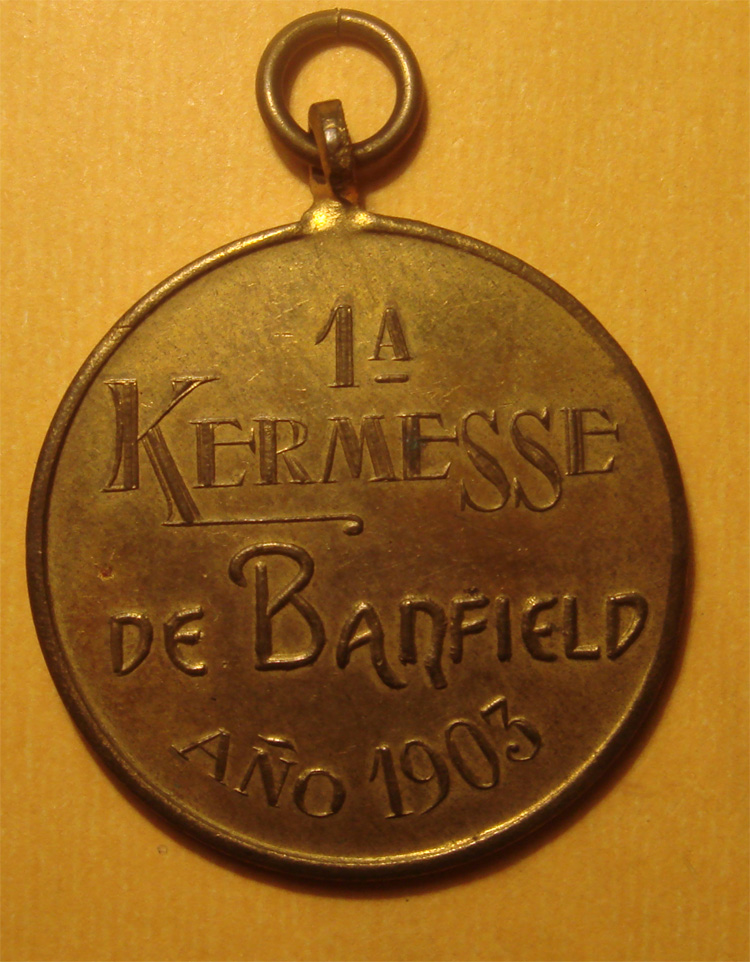 1A
KERMESSE
DE BANFIELD
AÑO 1903